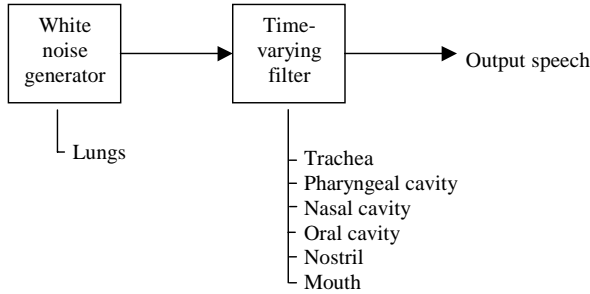 White
noise
generator
Time-
varying
filter
Output speech
Lungs
Trachea
Pharyngeal cavity
Nasal cavity
Oral cavity
Nostril
Mouth